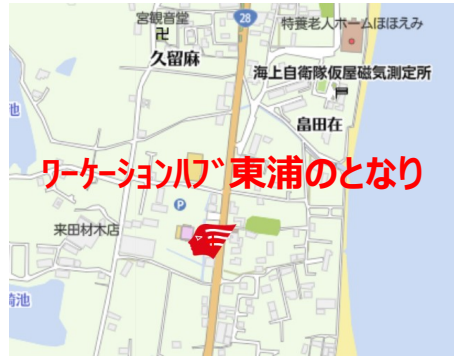 宮観音堂
28
特養老人ホームほほえみ
久留麻
海上自衛隊仮屋磁気測定所
畠田在
池
ﾜｰｹｰｼｮﾝﾊﾌﾞ東浦のとなり
P
来田材木店
池